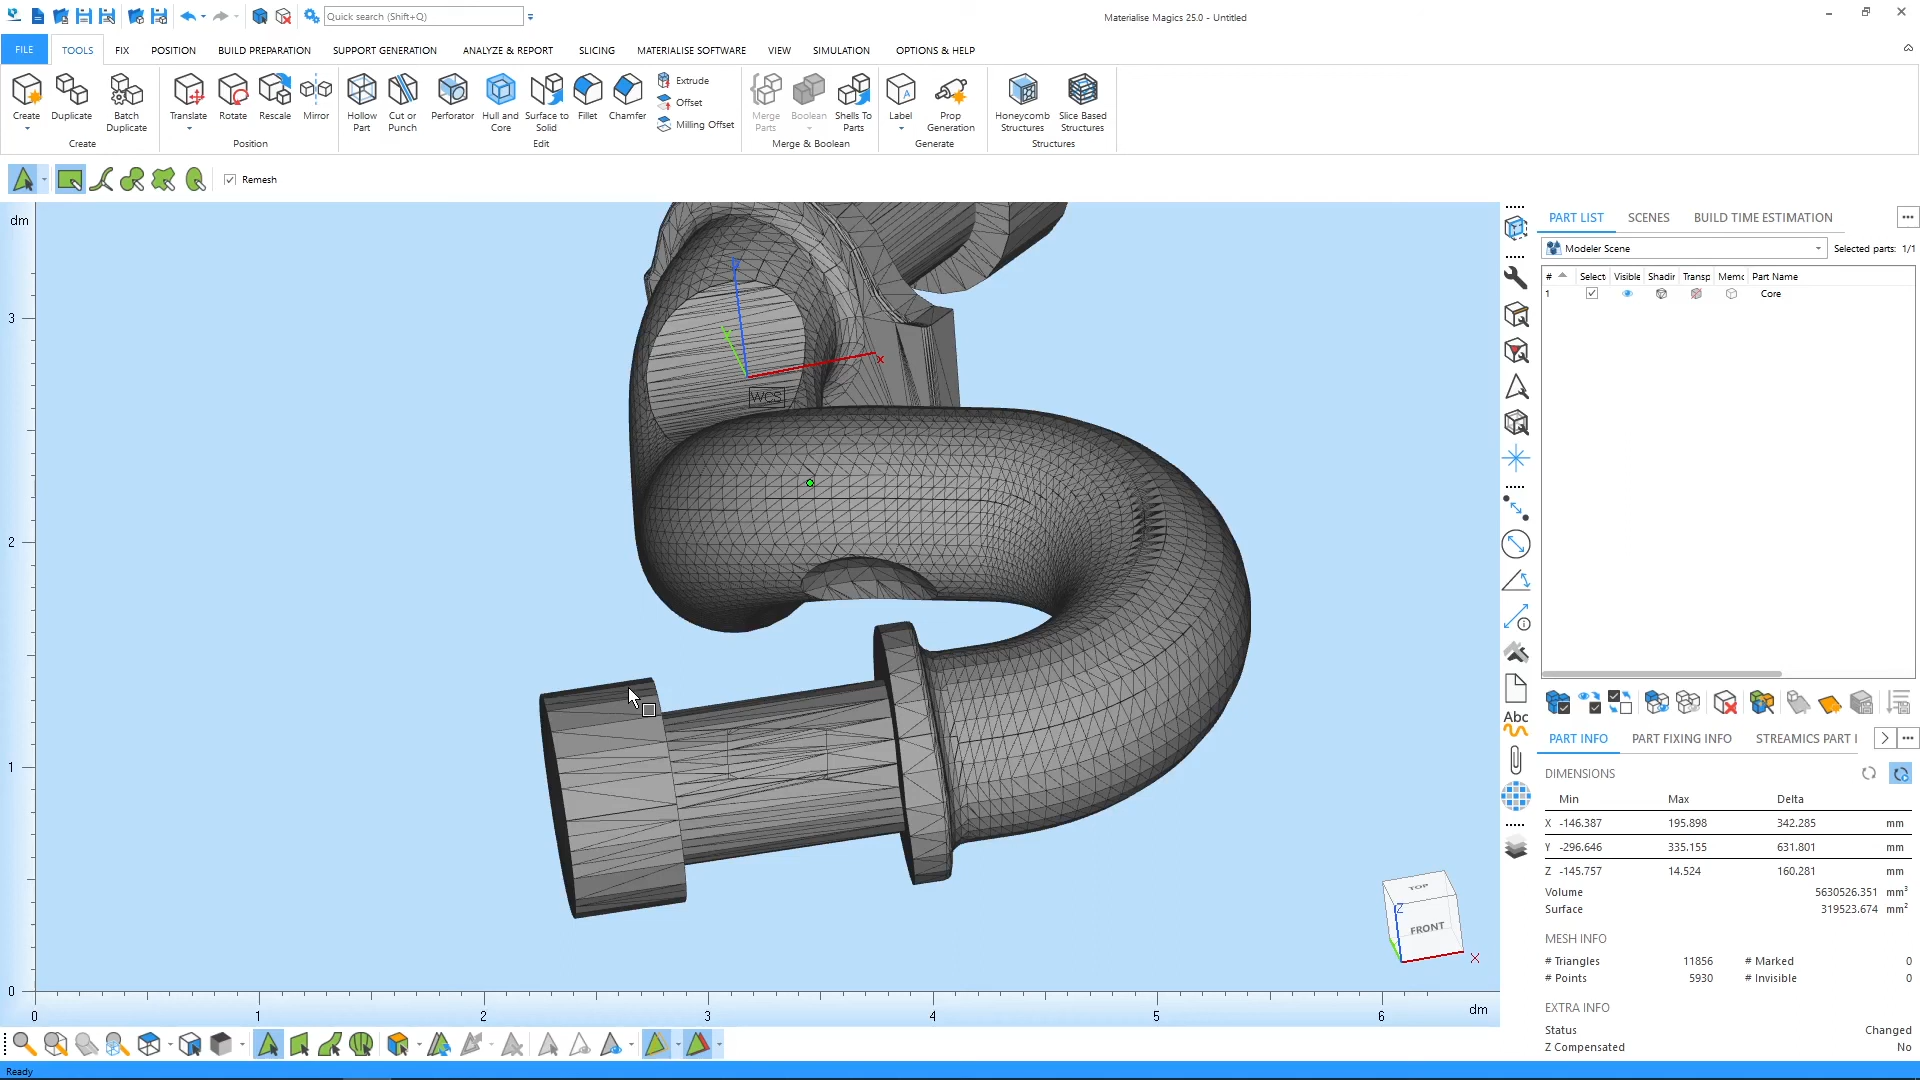 Quick search (Shift+Q)
Materialise Magics 25.0 - Untitled
FILE TOOLS FIX POSITION BUILD PREPARATION SUPPORT GENERATION ANALYZE & REPORT SLICING MATERIALISE SOFTWARE VIEW SIMULATION OPTIONS & HELP
Create
Duplicate
Batch Duplicate
Create
Translate
Rotate
Rescale
Mirror
Position
Hollow Part
Cut or Punch
Perforator
Hull and Core
Surface to Solid
Fillet
Chamfer
Extrude
Offset
Milling Offset
Edit
Merge Parts
Boolean
Shells To Parts
Merge & Boolean
Label
Prop Generation
Generate
Honeycomb Structures
Slice Based Structures
Structures
Remesh
dm
3
2
1
0
0 1 2 3 4 5 6 dm
x
WCS
TOP
FRONT
Z
X
Abc
PART LIST SCENES BUILD TIME ESTIMATION
Modeler Scene Selected parts: 1/1
# Select Visible Shadir Transp Memc Part Name
1 Core
PART INFO PART FIXING INFO STREAMICS PART I
DIMENSIONS
Min Max Delta
X -146.387 195.898 342.285 mm
Y -296.646 335.155 631.801 mm
Z -145.757 14.524 160.281 mm
Volume 5630526.351 mm³
Surface 319523.674 mm²
MESH INFO
# Triangles 11856 # Marked 0
# Points 5930 # Invisible 0
EXTRA INFO
Status Changed
Z Compensated No
Ready